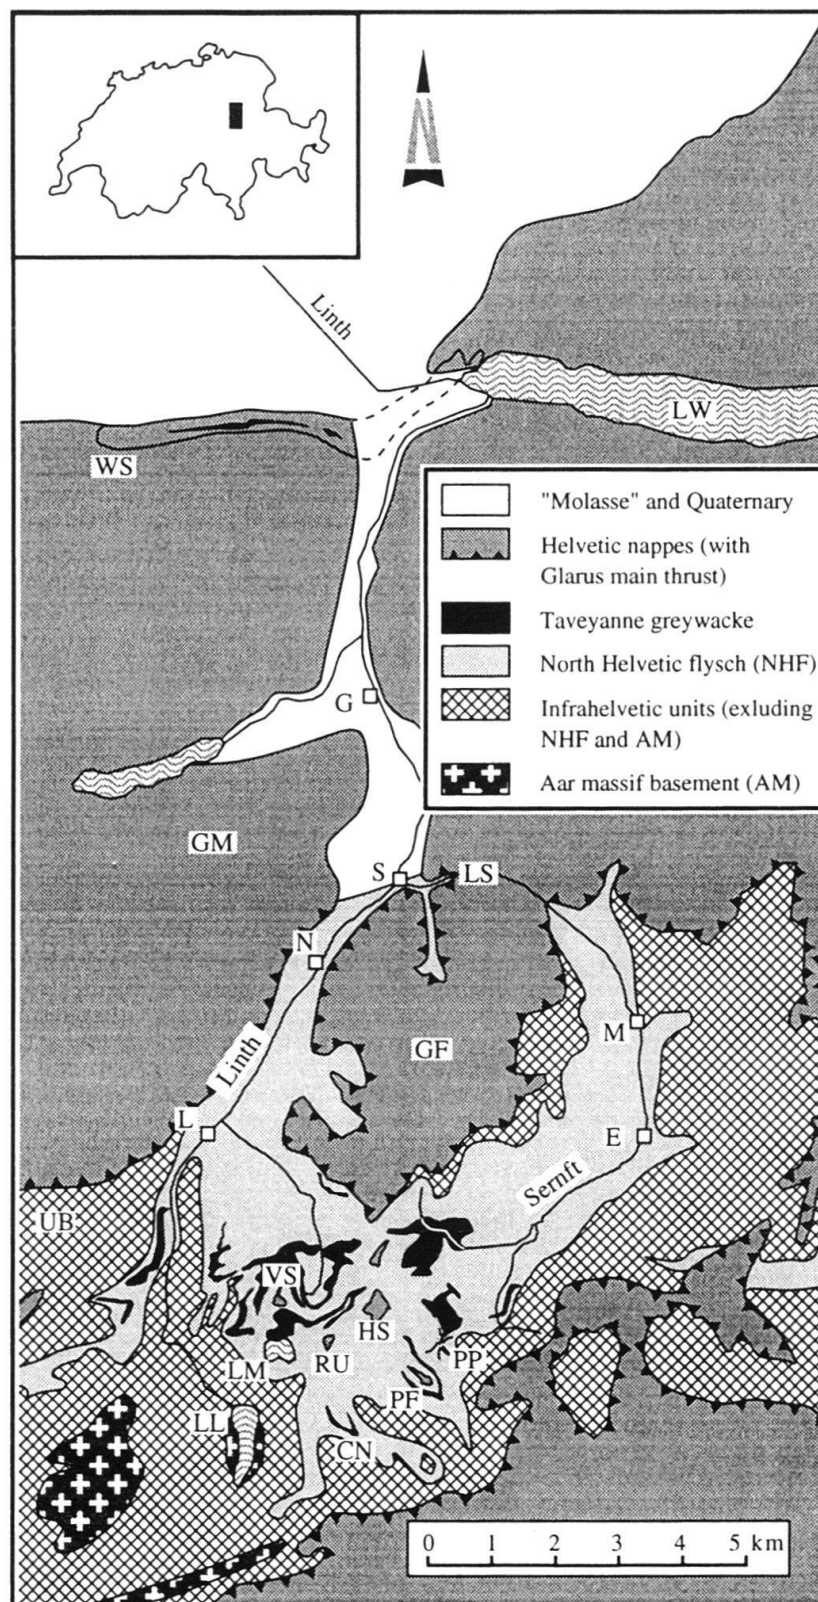 N
Linth
LW
WS
"Molasse" and Quaternary
Helvetic nappes (with
Glarus main thrust)
Taveyanne greywacke
North Helvetic flysch (NHF)
Infrahelvetic units (exluding
NHF and AM)
Aar massif basement (AM)
G
GM
S
LS
N
M
GF
Linth
L
E
Sernft
UB
VS
HS
LM
RU
PP
PF
LL
CN
0 1 2 3 4 5 km